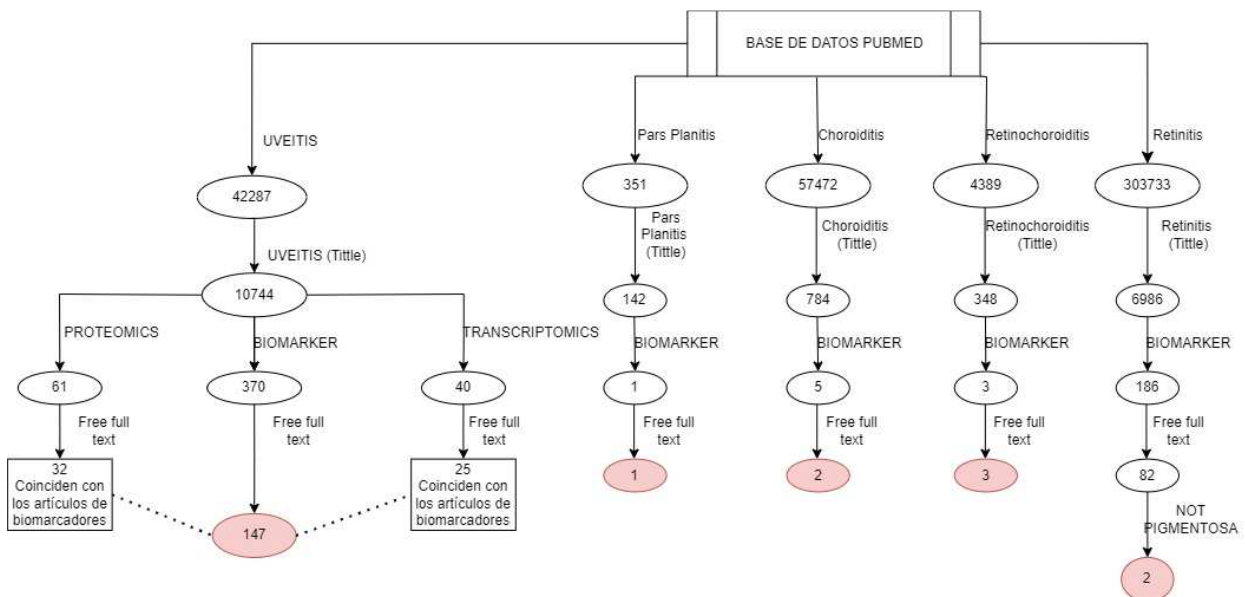 BASE DE DATOS PUBMED
UVEITIS
Pars Planitis
Choroiditis
Retinochoroiditis
Retinitis
42287
351
57472
4389
303733
UVEITIS (Tittle)
Pars
Planitis
(Tittle)
Choroiditis
(Tittle)
Retinochoroiditis
(Tittle)
Retinitis
(Tittle)
10744
142
784
348
6986
PROTEOMICS
BIOMARKER
TRANSCRIPTOMICS
BIOMARKER
BIOMARKER
BIOMARKER
BIOMARKER
61
370
40
1
5
3
186
Free full
text
Free full
text
Free full
text
Free full
text
Free full
text
Free full
text
Free full
text
32
Coinciden con
los artículos de
biomarcadores
25
Coinciden con
los artículos de
biomarcadores
1
2
3
82
147
NOT
PIGMENTOSA
2